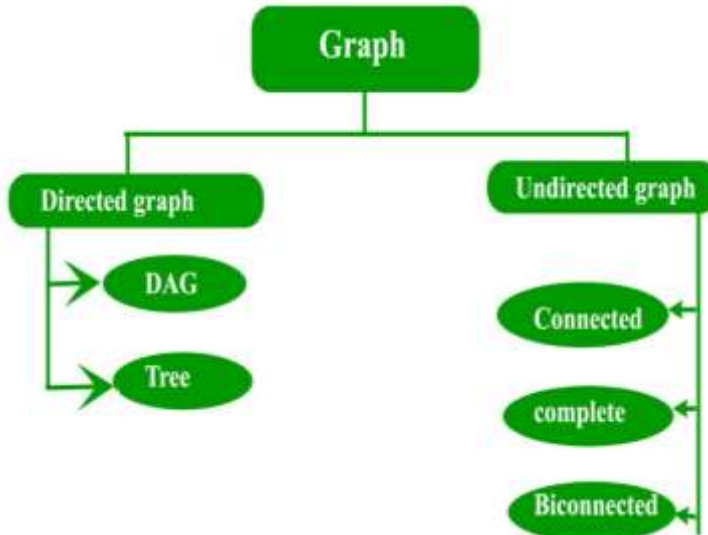 Graph
Directed graph
Undirected graph
DAG
Tree
Connected
complete
Biconnected